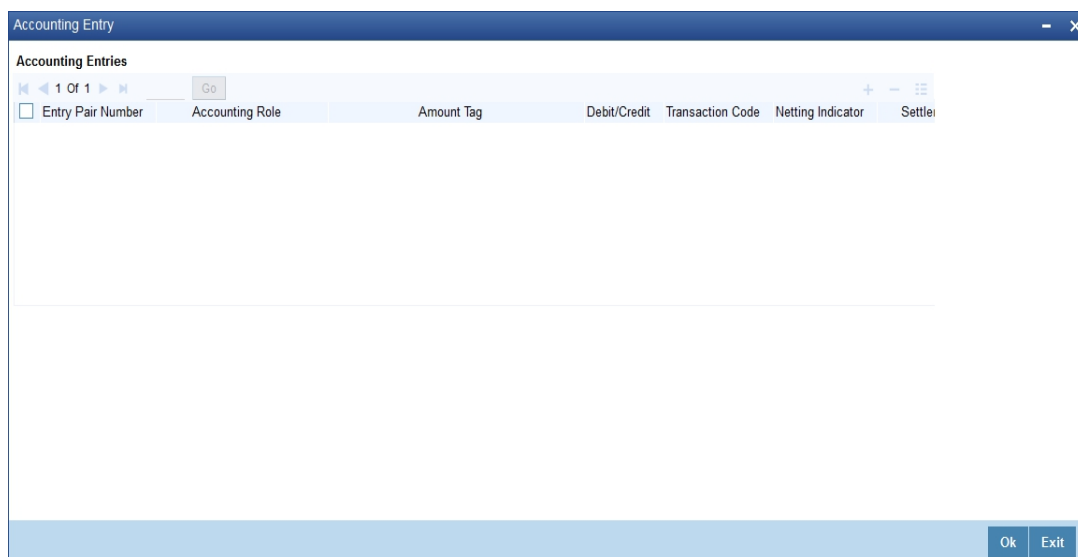 Accounting Entry
Accounting Entries
1 Of 1 Go
Entry Pair Number Accounting Role Amount Tag Debit/Credit Transaction Code Netting Indicator Settler
Ok Exit